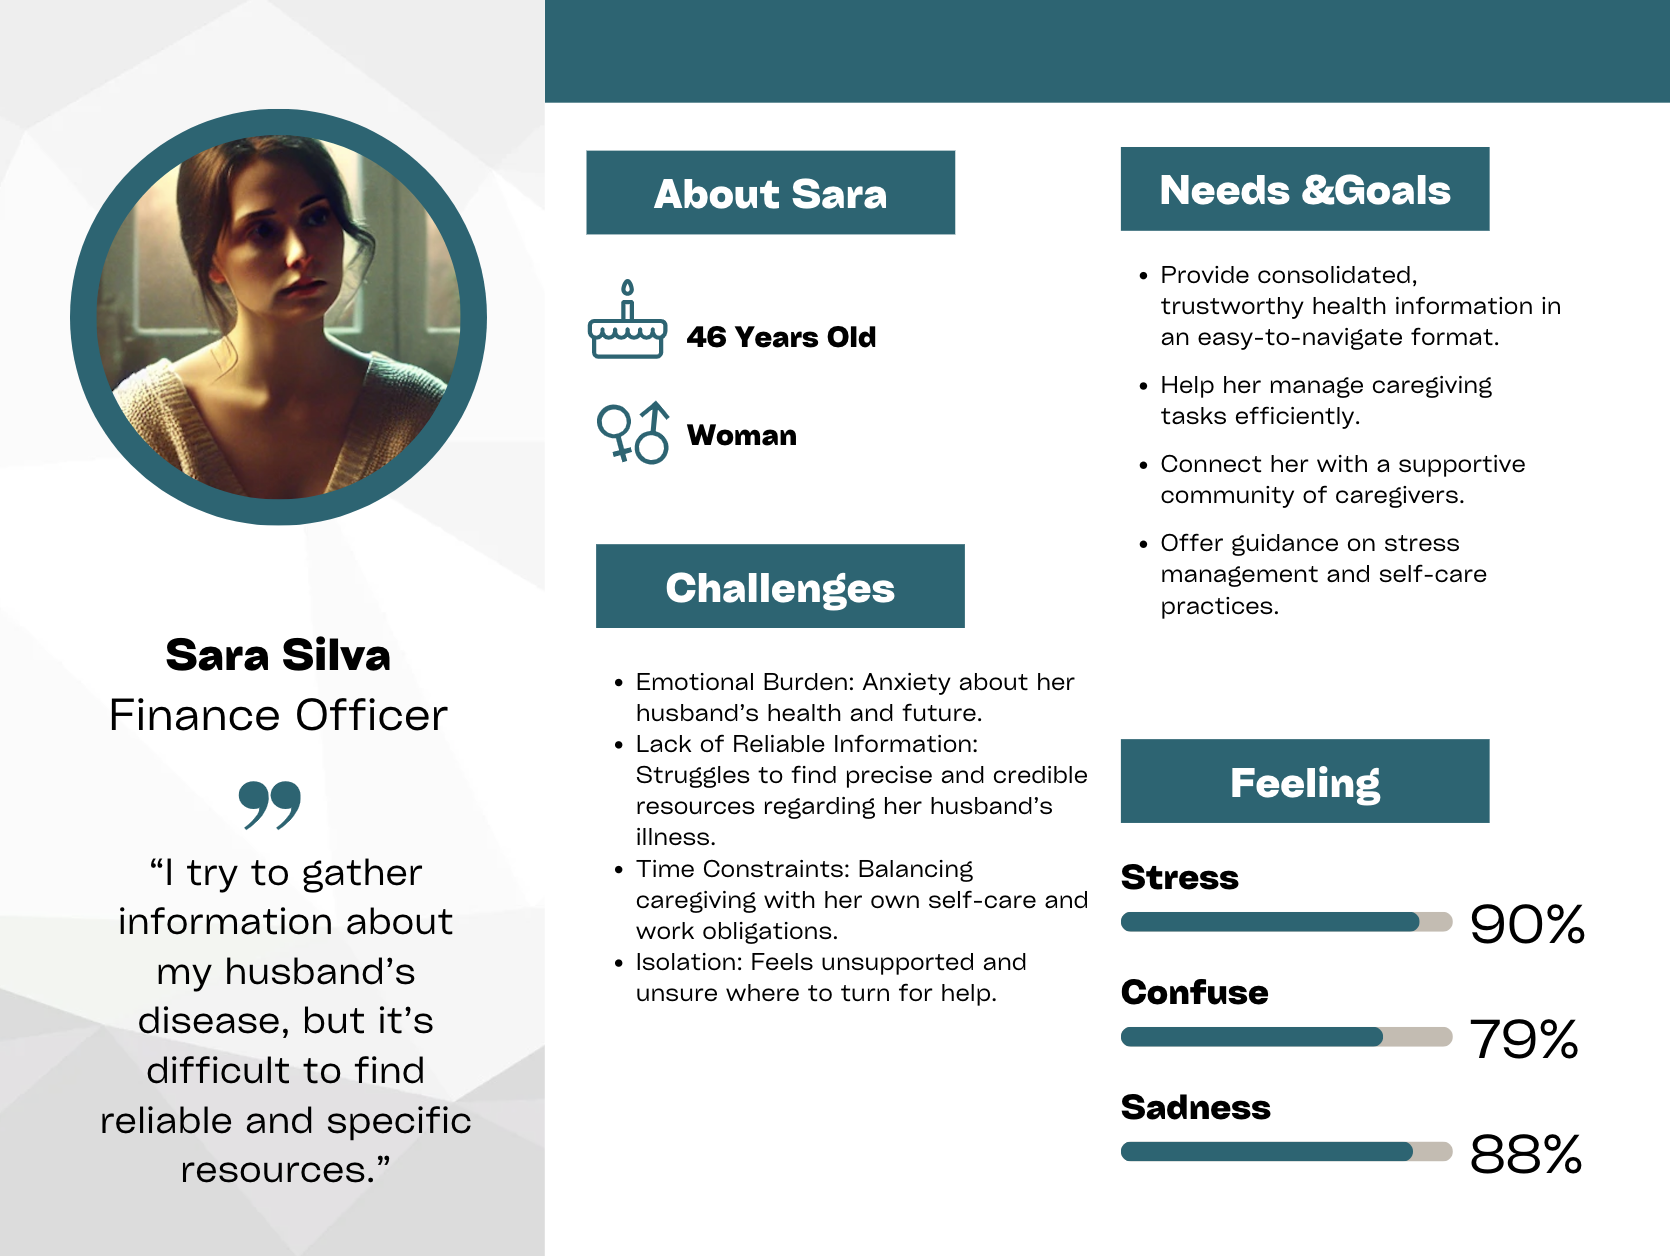 Sara Silva
Finance Officer
“I try to gather
information about
my husband’s
disease, but it’s
difficult to find
reliable and specific
resources.”
About Sara
46 Years Old
Woman
Challenges
• Emotional Burden: Anxiety about her
husband’s health and future.
• Lack of Reliable Information:
Struggles to find precise and credible
resources regarding her husband’s
illness.
• Time Constraints: Balancing
caregiving with her own self-care and
work obligations.
• Isolation: Feels unsupported and
unsure where to turn for help.
Needs &Goals
• Provide consolidated,
trustworthy health information in
an easy-to-navigate format.
• Help her manage caregiving
tasks efficiently.
• Connect her with a supportive
community of caregivers.
• Offer guidance on stress
management and self-care
practices.
Feeling
Stress
90%
Confuse
79%
Sadness
88%